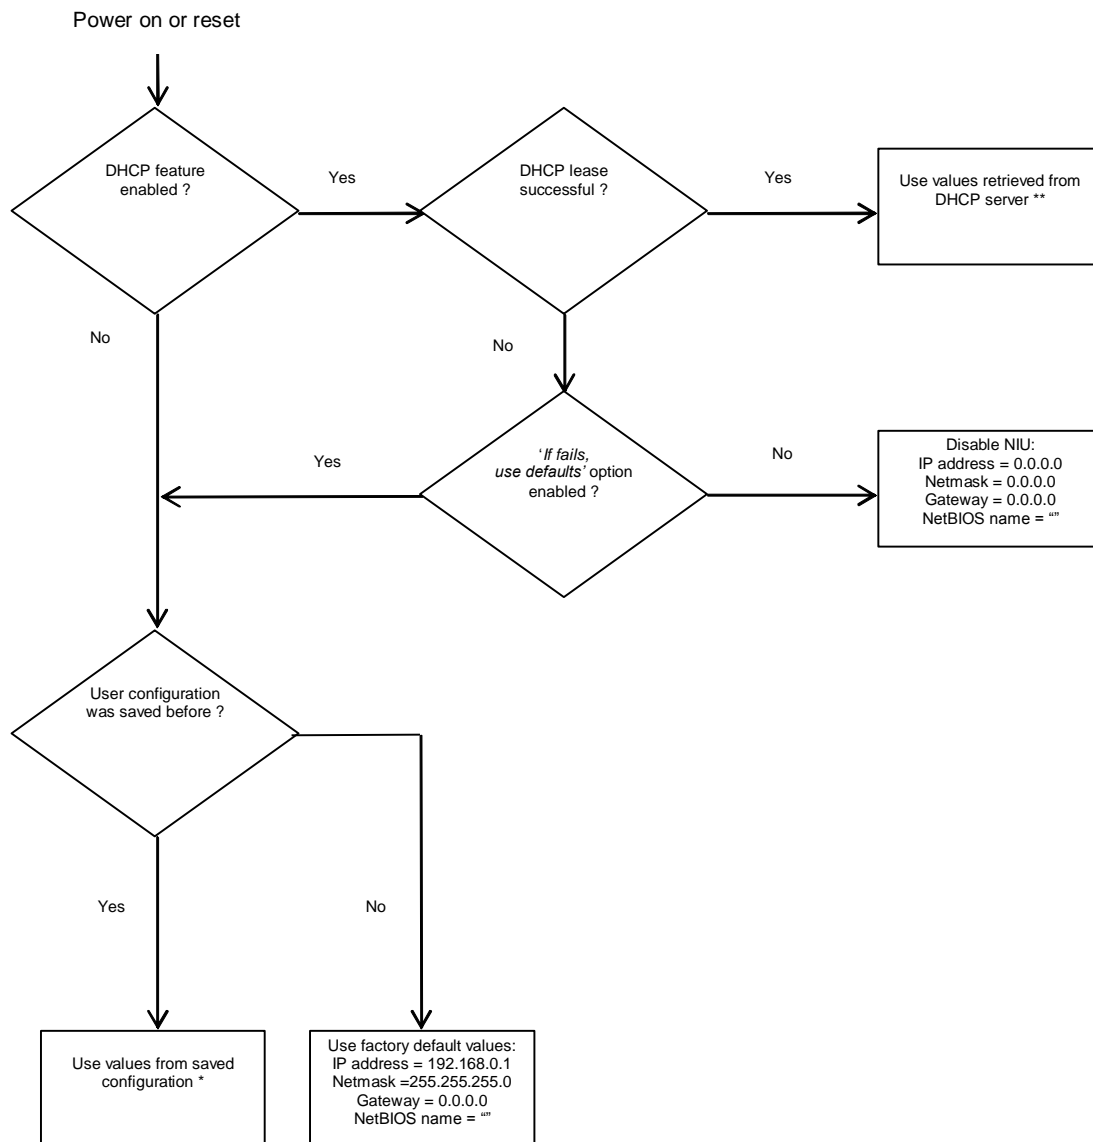 Power on or reset
DHCP feature
enabled ?
Yes
DHCP lease
successful ?
Yes
Use values retrieved from
DHCP server **
No
No
‘If fails,
use defaults’ option
enabled ?
Yes
No
Disable NIU:
IP address = 0.0.0.0
Netmask = 0.0.0.0
Gateway = 0.0.0.0
NetBIOS name = “”
User configuration
was saved before ?
Yes
No
Use values from saved
configuration *
Use factory default values:
IP address = 192.168.0.1
Netmask =255.255.255.0
Gateway = 0.0.0.0
NetBIOS name = “”